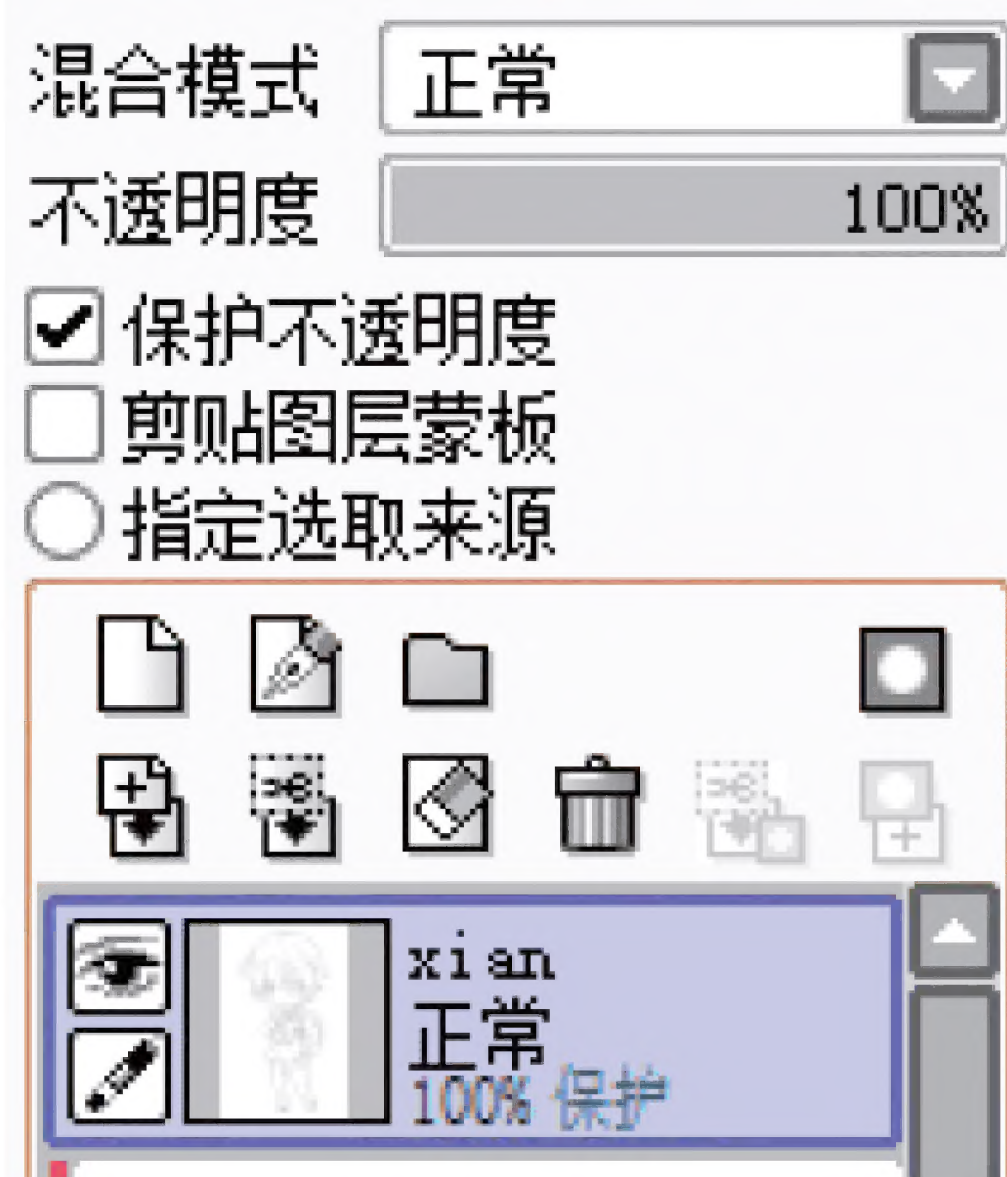 混合模式 正常
不透明度 100%
保护不透明度
剪贴图层蒙板
指定选取来源
xian
正常
100% 保护